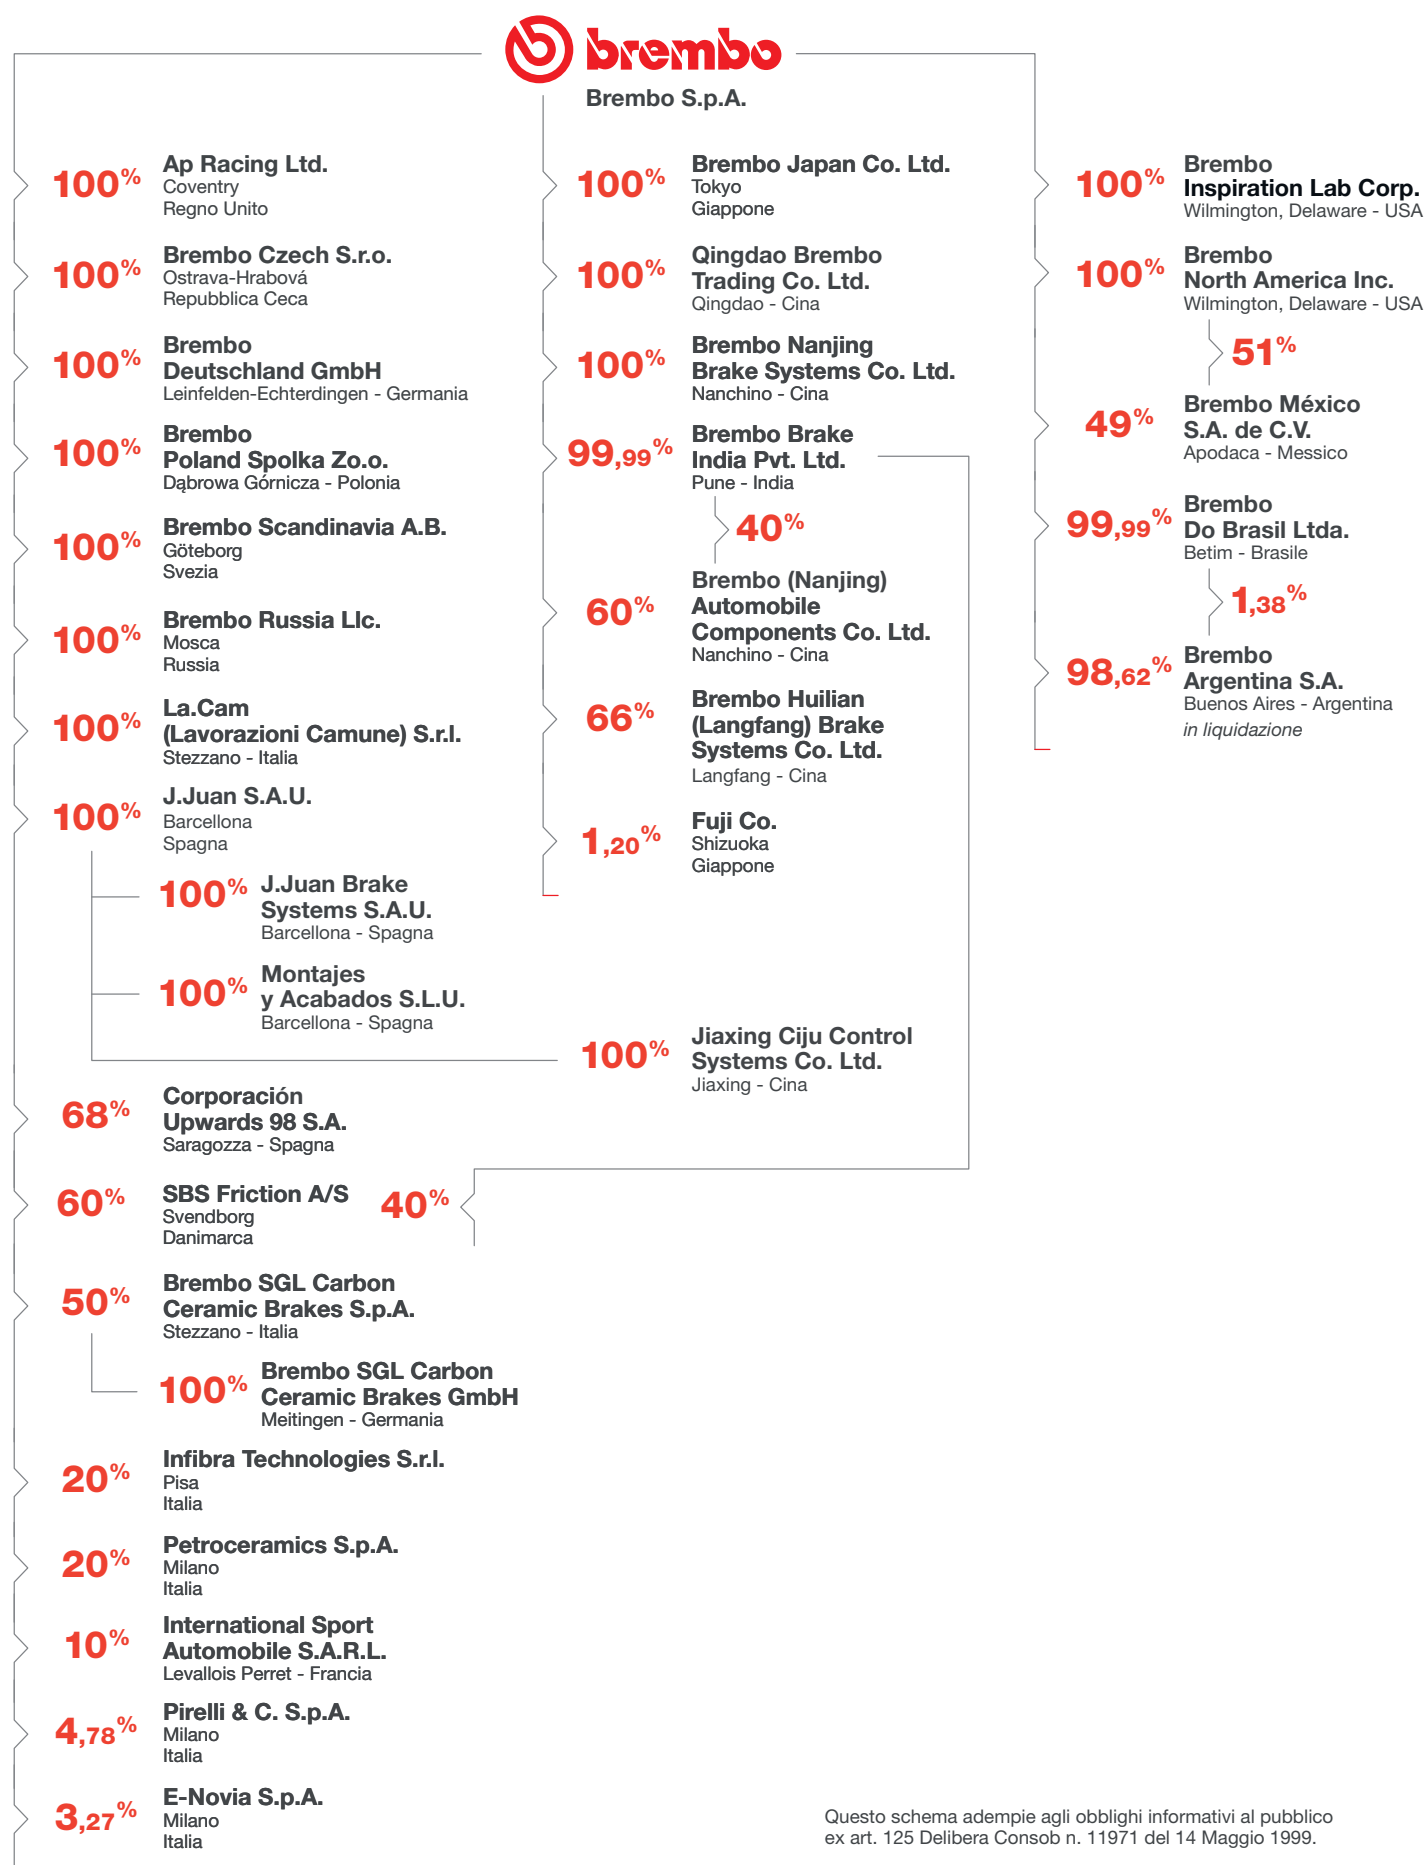 brembo
Brembo S.p.A.
100%
Ap Racing Ltd.
Coventry
Regno Unito
100%
Brembo Czech S.r.o.
Ostrava-Hrabová
Repubblica Ceca
100%
Brembo
Deutschland GmbH
Leinfelden-Echterdingen - Germania
100%
Brembo
Poland Spolka Zo.o.
Dąbrowa Górnicza - Polonia
100%
Brembo Scandinavia A.B.
Göteborg
Svezia
100%
Brembo Russia Llc.
Mosca
Russia
100%
La.Cam
(Lavorazioni Camune) S.r.l.
Stezzano - Italia
100%
J.Juan S.A.U.
Barcellona
Spagna
100%
J.Juan Brake
Systems S.A.U.
Barcellona - Spagna
100%
Montajes
y Acabados S.L.U.
Barcellona - Spagna
100%
Jiaxing Ciju Control
Systems Co. Ltd.
Jiaxing - Cina
68%
Corporación
Upwards 98 S.A.
Saragozza - Spagna
60%
SBS Friction A/S
Svendborg
Danimarca
40%
50%
Brembo SGL Carbon
Ceramic Brakes S.p.A.
Stezzano - Italia
100%
Brembo SGL Carbon
Ceramic Brakes GmbH
Meitingen - Germania
20%
Infibra Technologies S.r.l.
Pisa
Italia
20%
Petroceramics S.p.A.
Milano
Italia
10%
International Sport
Automobile S.A.R.L.
Levallois Perret - Francia
4,78%
Pirelli & C. S.p.A.
Milano
Italia
3,27%
E-Novia S.p.A.
Milano
Italia
100%
Brembo Japan Co. Ltd.
Tokyo
Giappone
100%
Qingdao Brembo
Trading Co. Ltd.
Qingdao - Cina
100%
Brembo Nanjing
Brake Systems Co. Ltd.
Nanchino - Cina
99,99%
Brembo Brake
India Pvt. Ltd.
Pune - India
40%
60%
Brembo (Nanjing)
Automobile
Components Co. Ltd.
Nanchino - Cina
66%
Brembo Huilian
(Langfang) Brake
Systems Co. Ltd.
Langfang - Cina
1,20%
Fuji Co.
Shizuoka
Giappone
100%
Brembo
Inspiration Lab Corp.
Wilmington, Delaware - USA
100%
Brembo
North America Inc.
Wilmington, Delaware - USA
51%
49%
Brembo México
S.A. de C.V.
Apodaca - Messico
99,99%
Brembo
Do Brasil Ltda.
Betim - Brasile
1,38%
98,62%
Brembo
Argentina S.A.
Buenos Aires - Argentina
in liquidazione
Questo schema adempie agli obblighi informativi al pubblico
ex art. 125 Delibera Consob n. 11971 del 14 Maggio 1999.